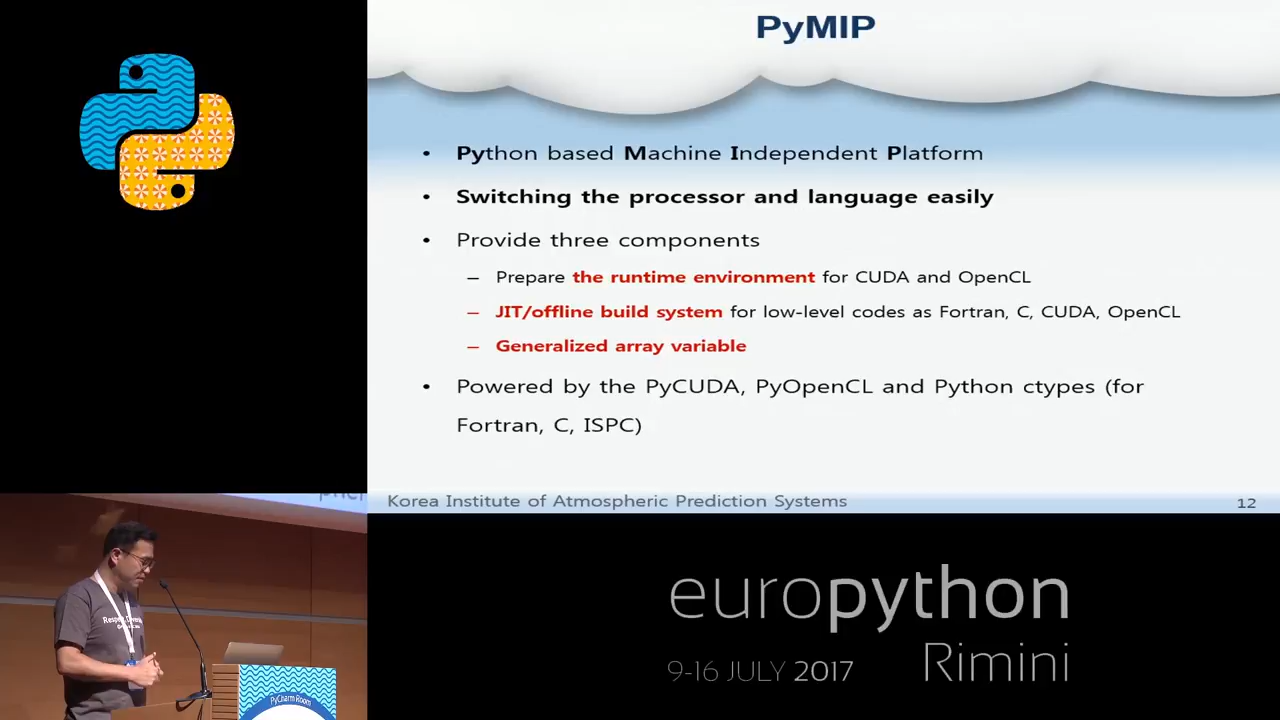 PyMIP
• Python based Machine Independent Platform
• Switching the processor and language easily
• Provide three components
– Prepare the runtime environment for CUDA and OpenCL
– JIT/offline build system for low-level codes as Fortran, C, CUDA, OpenCL
– Generalized array variable
• Powered by the PyCUDA, PyOpenCL and Python ctypes (for
Fortran, C, ISPC)
Korea Institute of Atmospheric Prediction Systems
12
PyCharm Room
europython
Rimini
9-16 JULY 2017